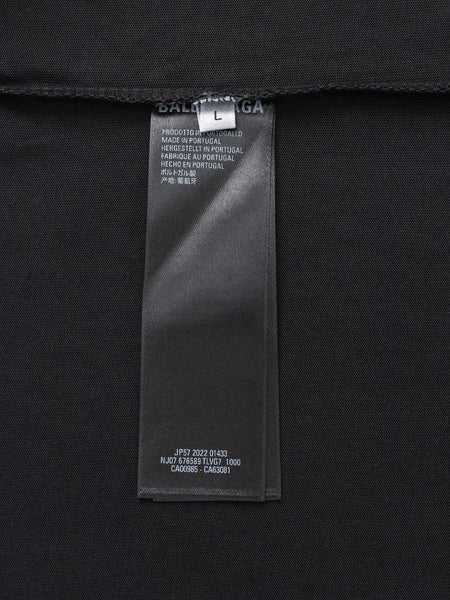 L
PRODOTTO IN PORTOGALLO
MADE IN PORTUGAL
HERGESTELLT IN PORTUGAL
FABRIQUE AU PORTUGAL
HECHO EN PORTUGAL
ポルトガル製
产地: 葡萄牙
JP57 2022 01433
NJ07 676589 TLVG7 1000
CA00985 - CA63081